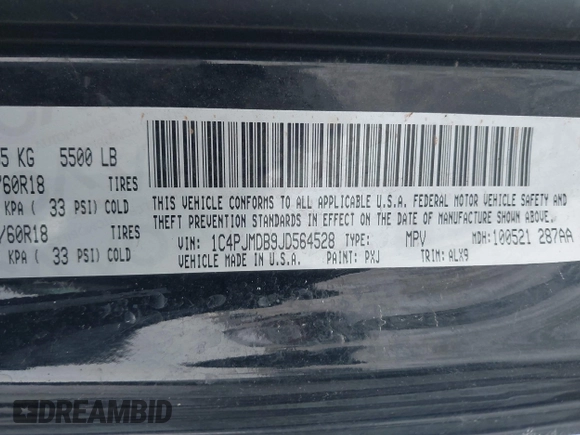 5 KG 5500 LB
/60R18 TIRES
KPA ( 33 PSI) COLD
/60R18 TIRES
KPA ( 33 PSI) COLD
THIS VEHICLE CONFORMS TO ALL APPLICABLE U.S.A. FEDERAL MOTOR VEHICLE SAFETY AND
THEFT PREVENTION STANDARDS IN EFFECT ON THE DATE OF MANUFACTURE SHOWN ABOVE.
VIN: 1C4PJMDB9JD564528 TYPE: MPV MDH: 100521 287AA
VEHICLE MADE IN U.S.A. PAINT: PXJ TRIM: ALX9
DREAMBID